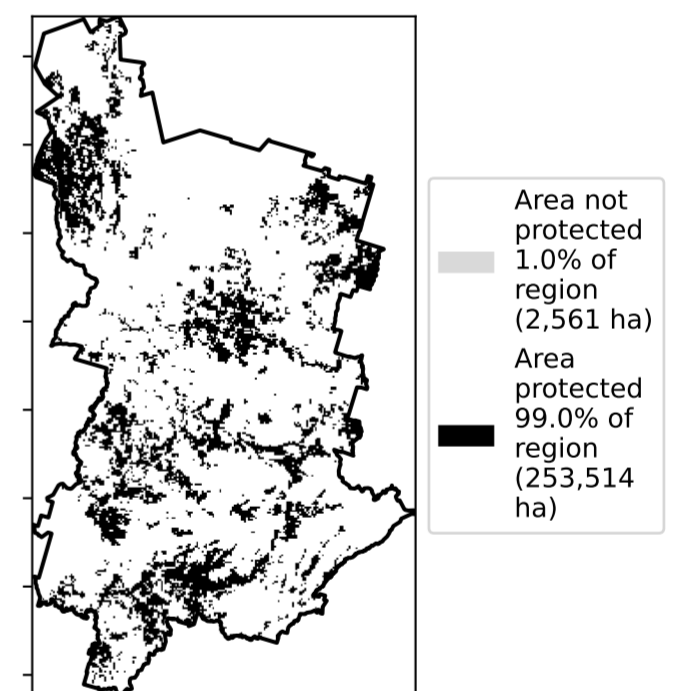 Area not
protected
1.0% of
region
(2,561 ha)
Area
protected
99.0% of
region
(253,514
ha)